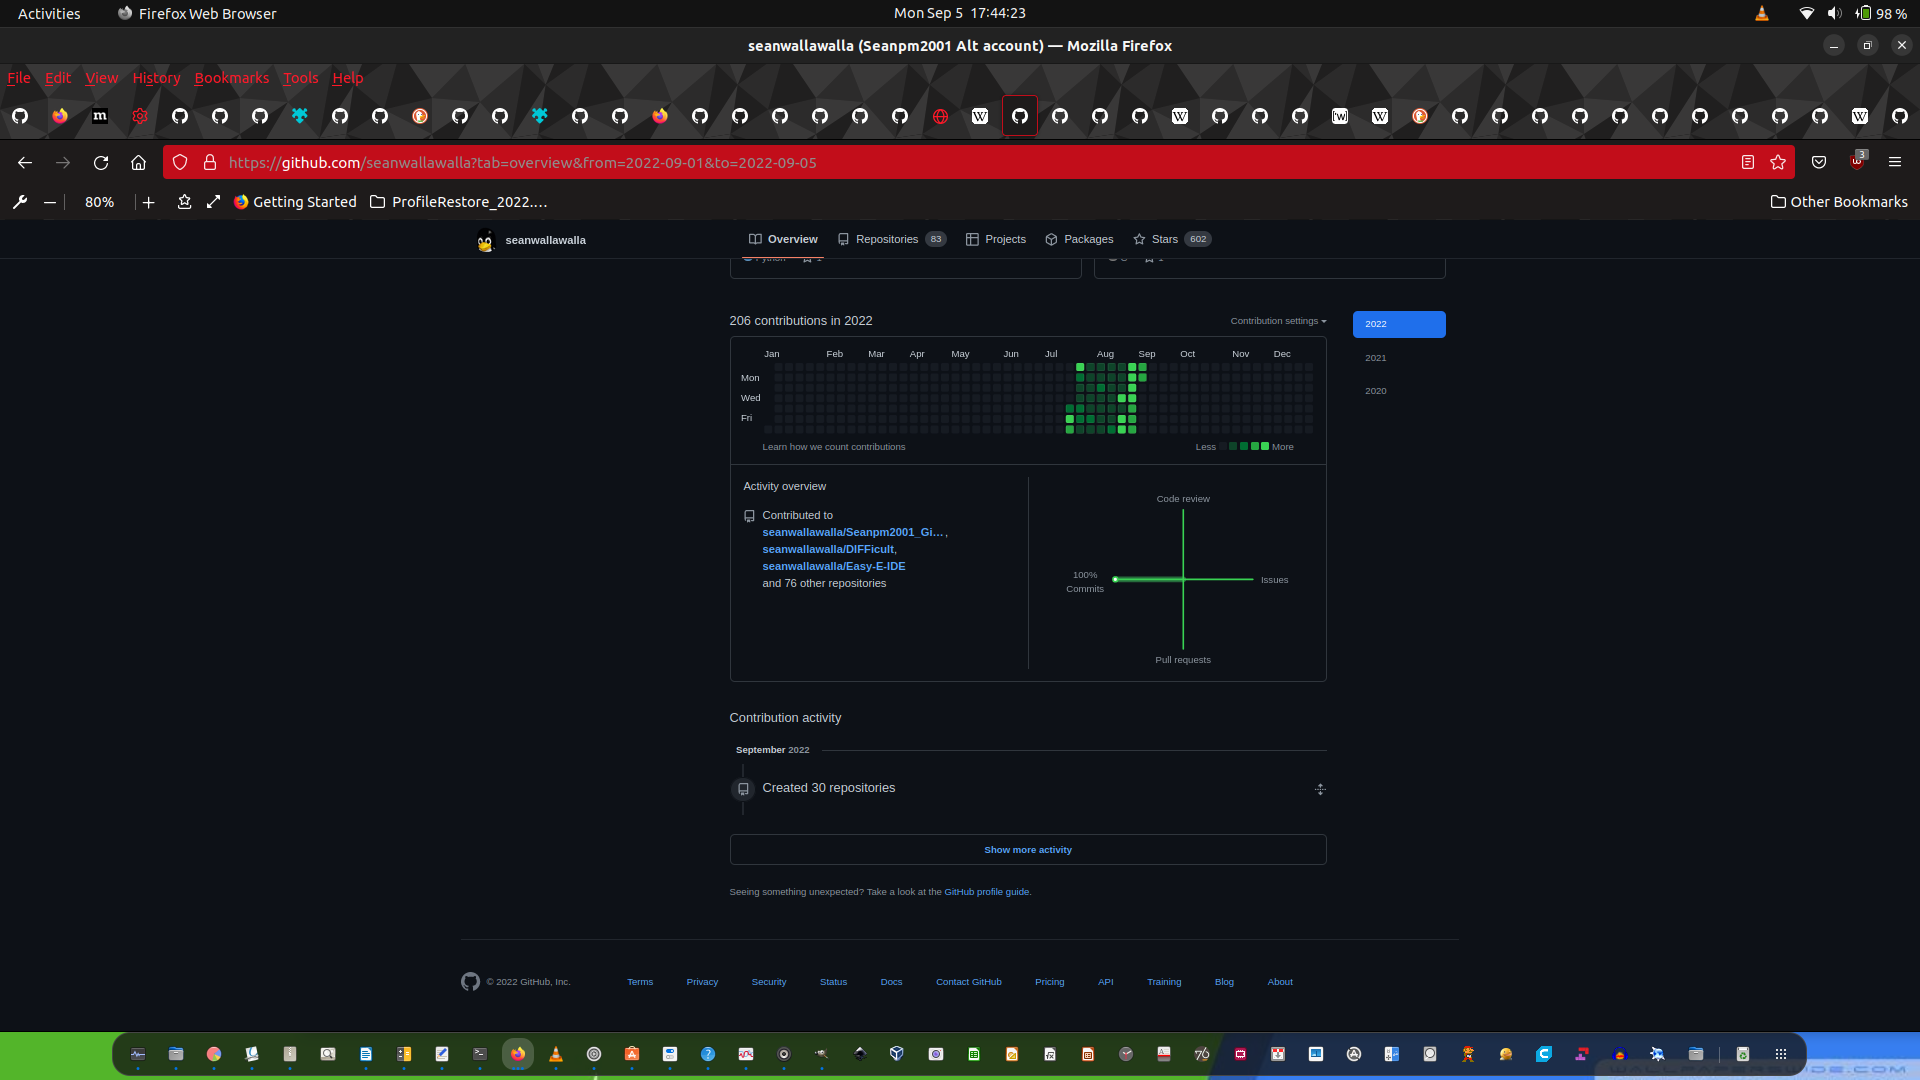 Activities
Firefox Web Browser
Mon Sep 5 17:44:23
98 %
seanwallawalla (Seanpm2001 Alt account) — Mozilla Firefox
File Edit View History Bookmarks Tools Help
https://github.com/seanwallawalla?tab=overview&from=2022-09-01&to=2022-09-05
3
80%
Getting Started
ProfileRestore_2022.…
Other Bookmarks
seanwallawalla
Overview
Repositories 83
Projects
Packages
Stars 602
206 contributions in 2022
Contribution settings
2022
2021
2020
Jan Feb Mar Apr May Jun Jul Aug Sep Oct Nov Dec
Mon
Wed
Fri
Learn how we count contributions
Less More
Activity overview
Contributed to
seanwallawalla/Seanpm2001_Gi… ,
seanwallawalla/DIFFicult,
seanwallawalla/Easy-E-IDE
and 76 other repositories
Code review
100%
Commits
Issues
Pull requests
Contribution activity
September 2022
Created 30 repositories
Show more activity
Seeing something unexpected? Take a look at the GitHub profile guide.
© 2022 GitHub, Inc.
Terms
Privacy
Security
Status
Docs
Contact GitHub
Pricing
API
Training
Blog
About